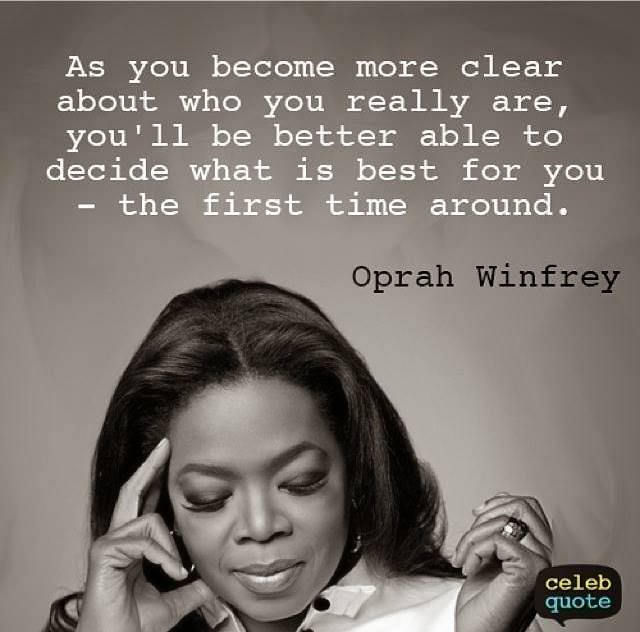 As you become more clear
about who you really are,
you'll be better able to
decide what is best for you
- the first time around.
Oprah Winfrey
celeb
quote